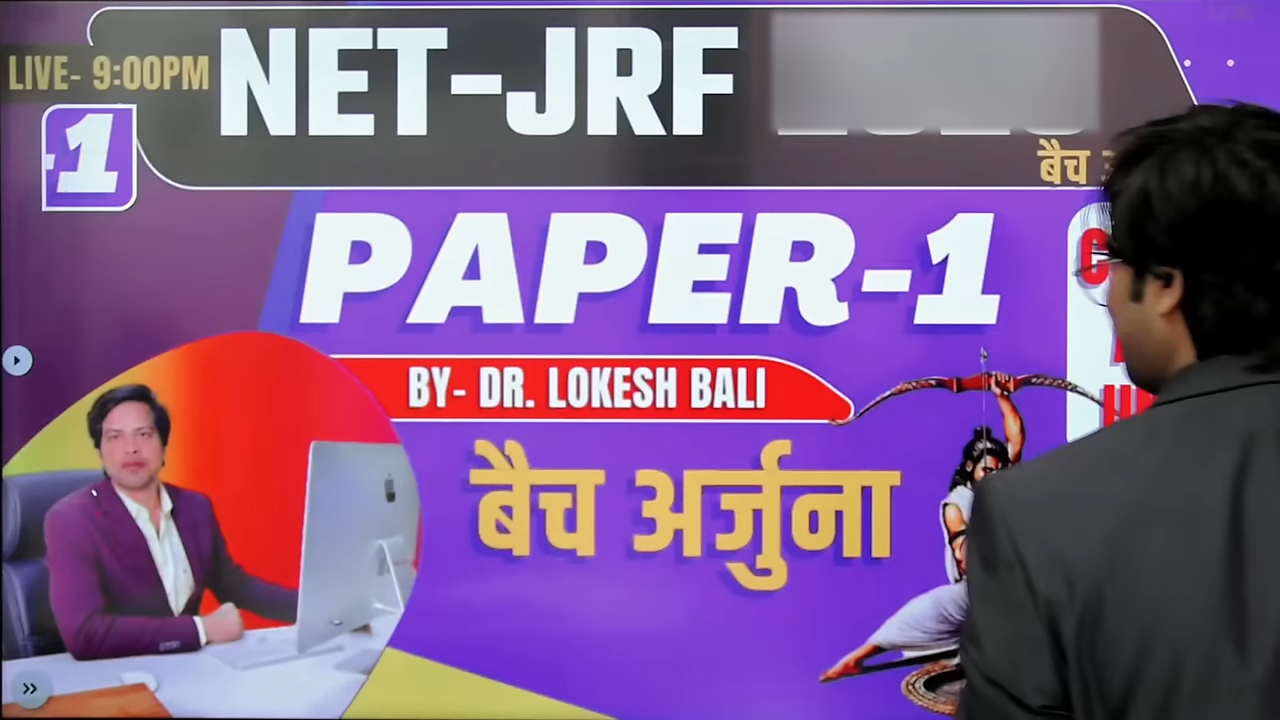 LIVE- 9:00PM
NET-JRF
-1
बैच
PAPER-1
BY- DR. LOKESH BALI
बैच अर्जुना